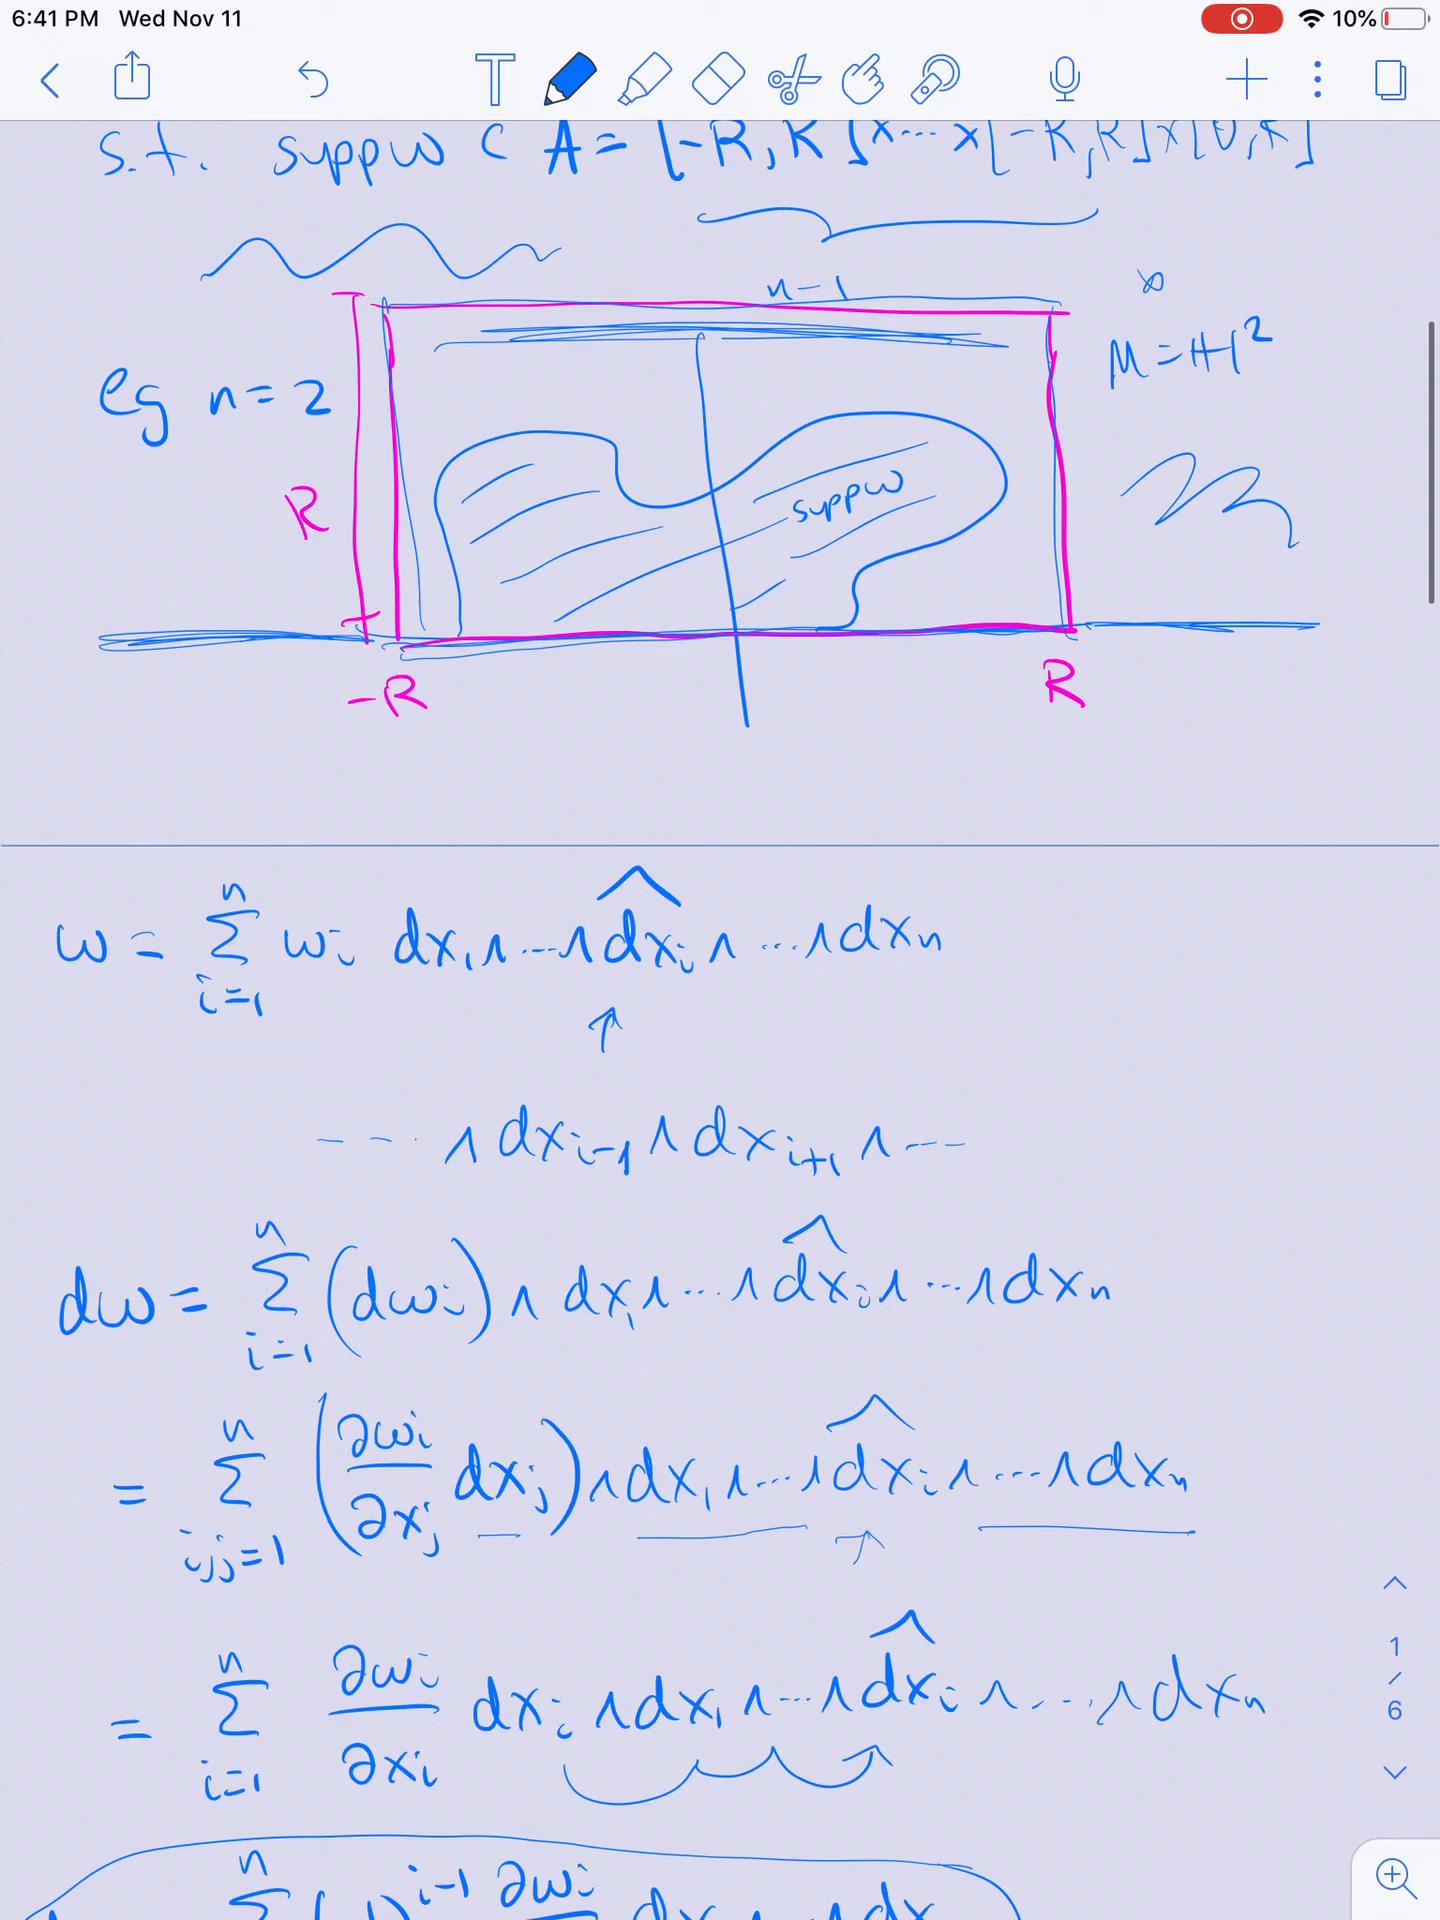 6:41 PM Wed Nov 11 10%
T
s.t. supp ω ⊂ A = [-R, R] × ⋯ × [-R, R] × [0, R]
n-1
M = H²
eg n = 2
R
supp ω
-R R
ω = Σ_{i=1}^{n} ω_i dx_1 ∧ ... ∧ \widehat{dx_i} ∧ ... ∧ dx_n
↑
--- ∧ dx_{i-1} ∧ dx_{i+1} ∧ ---
dω = Σ_{i=1}^{n} (dω_i) ∧ dx_1 ∧ ... ∧ \widehat{dx_i} ∧ ... ∧ dx_n
= Σ_{i,j=1}^{n} (∂ω_i/∂x_j dx_j) ∧ dx_1 ∧ ... ∧ \widehat{dx_i} ∧ ... ∧ dx_n
= Σ_{i=1}^{n} ∂ω_i/∂x_i dx_i ∧ dx_1 ∧ ... ∧ \widehat{dx_i} ∧ ... ∧ dx_n
1
/
6
n i-1 ∂ω_i